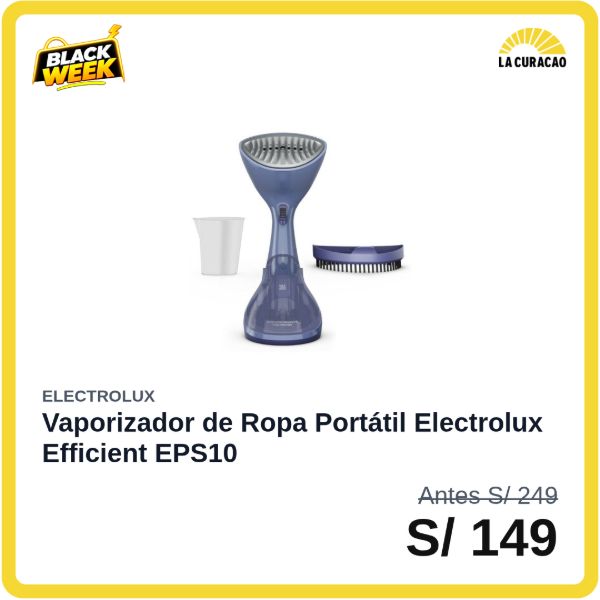 BLACK
WEEK
LA CURACAO
ELECTROLUX
Vaporizador de Ropa Portátil Electrolux
Efficient EPS10
Antes S/ 249
S/ 149